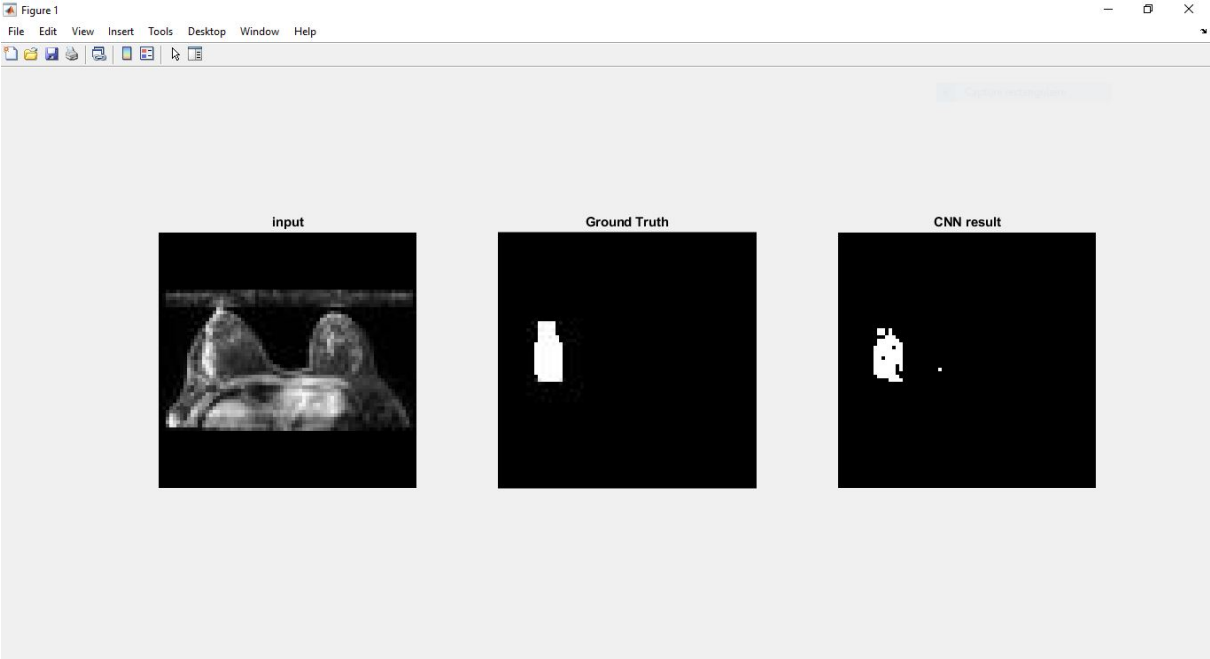 Figure 1
File Edit View Insert Tools Desktop Window Help
input Ground Truth CNN result